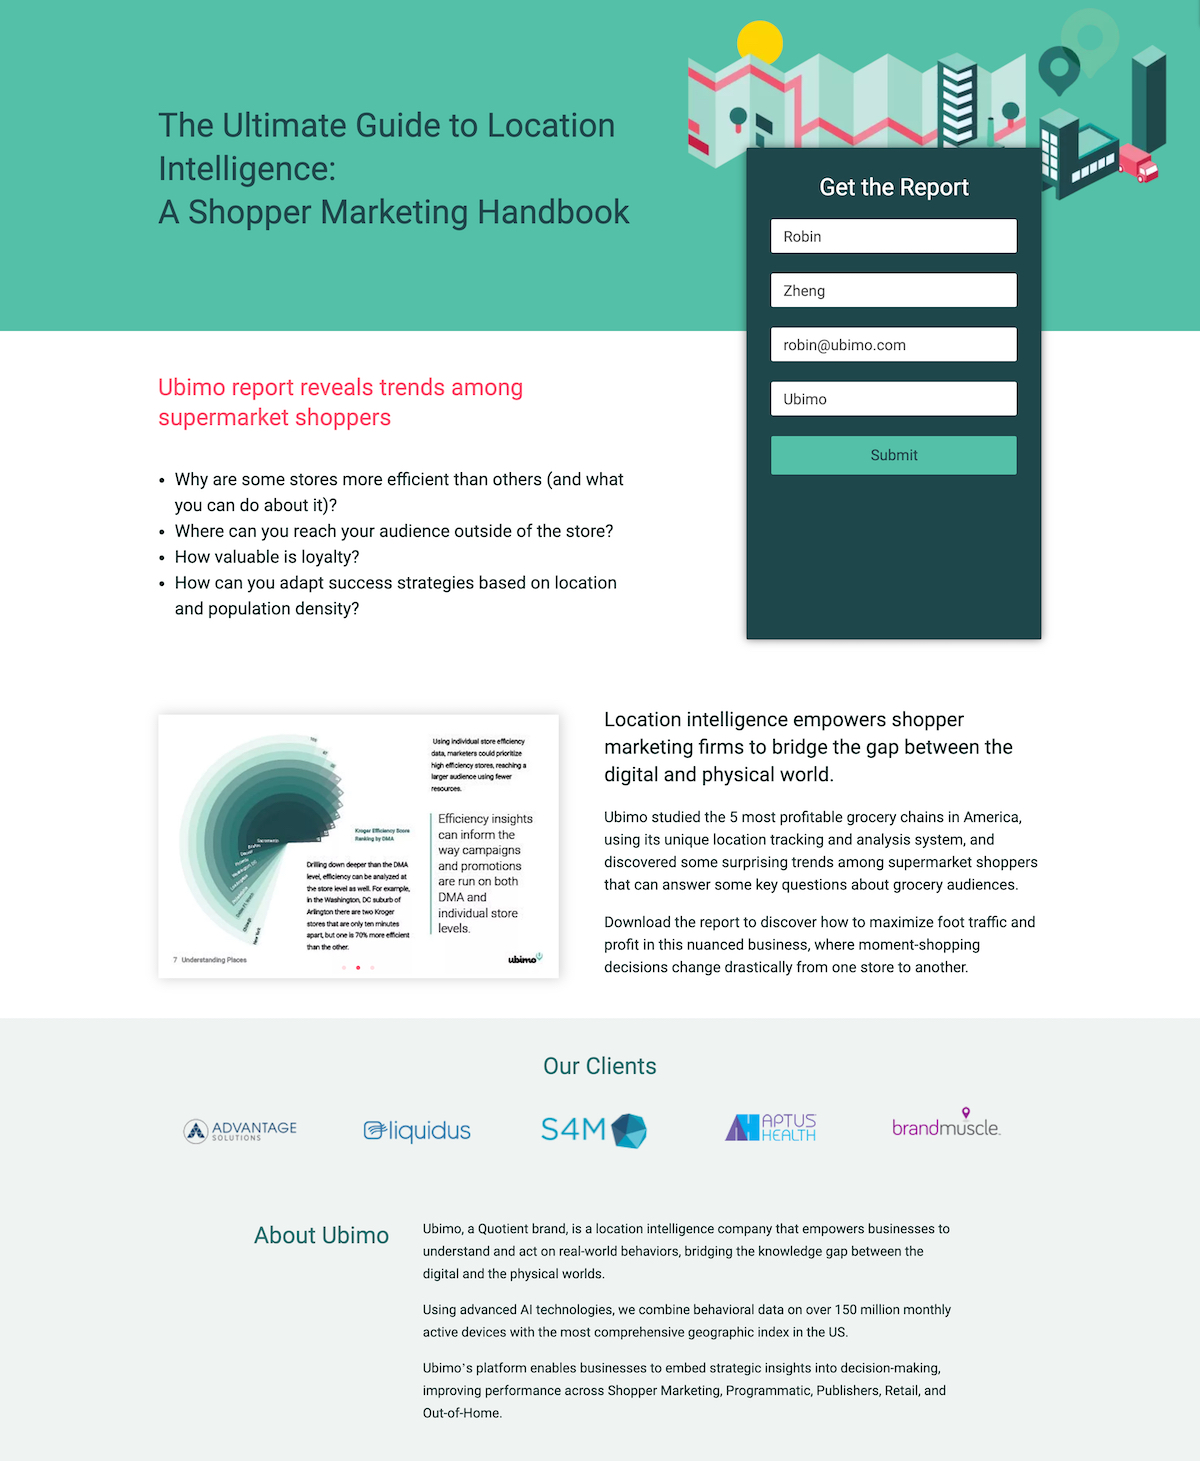 The Ultimate Guide to Location
Intelligence:
A Shopper Marketing Handbook
Get the Report
Robin
Zheng
robin@ubimo.com
Ubimo
Submit
Ubimo report reveals trends among
supermarket shoppers
• Why are some stores more efficient than others (and what
you can do about it)?
• Where can you reach your audience outside of the store?
• How valuable is loyalty?
• How can you adapt success strategies based on location
and population density?
Using individual store efficiency
data, marketers could prioritize
high efficiency stores, reaching a
larger audience using fewer
resources.
Efficiency insights
can inform the
way campaigns
and promotions
are run on both
DMA and
individual store
levels.
Kroger Efficiency Score
Ranking by DMA
Drilling down deeper than the DMA
level, efficiency can be analyzed at
the store level as well. For example,
in the Washington, DC suburb of
Arlington there are two Kroger
stores that are only ten minutes
apart, but one is 70% more efficient
than the other.
Sacramento
Chicago
New York
7 Understanding Places
ubimo
Location intelligence empowers shopper
marketing firms to bridge the gap between the
digital and physical world.
Ubimo studied the 5 most profitable grocery chains in America,
using its unique location tracking and analysis system, and
discovered some surprising trends among supermarket shoppers
that can answer some key questions about grocery audiences.
Download the report to discover how to maximize foot traffic and
profit in this nuanced business, where moment-shopping
decisions change drastically from one store to another.
Our Clients
ADVANTAGE
SOLUTIONS
liquidus
S4M
APTUS
HEALTH
brandmuscle.
About Ubimo
Ubimo, a Quotient brand, is a location intelligence company that empowers businesses to
understand and act on real-world behaviors, bridging the knowledge gap between the
digital and the physical worlds.
Using advanced AI technologies, we combine behavioral data on over 150 million monthly
active devices with the most comprehensive geographic index in the US.
Ubimo's platform enables businesses to embed strategic insights into decision-making,
improving performance across Shopper Marketing, Programmatic, Publishers, Retail, and
Out-of-Home.